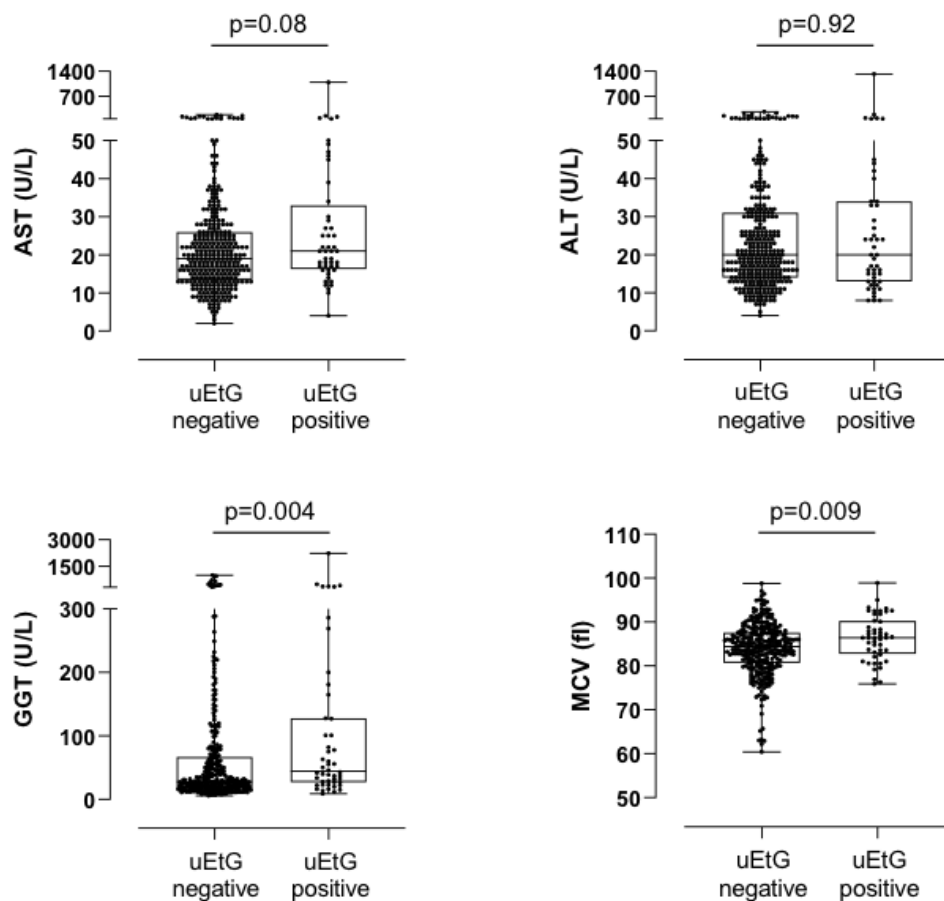 p=0.08
1400
700
50
40
30
20
10
0
AST (U/L)
uEtG
negative
uEtG
positive
p=0.92
1400
700
50
40
30
20
10
0
ALT (U/L)
uEtG
negative
uEtG
positive
p=0.004
3000
1500
300
200
100
0
GGT (U/L)
uEtG
negative
uEtG
positive
p=0.009
110
100
90
80
70
60
50
MCV (fl)
uEtG
negative
uEtG
positive